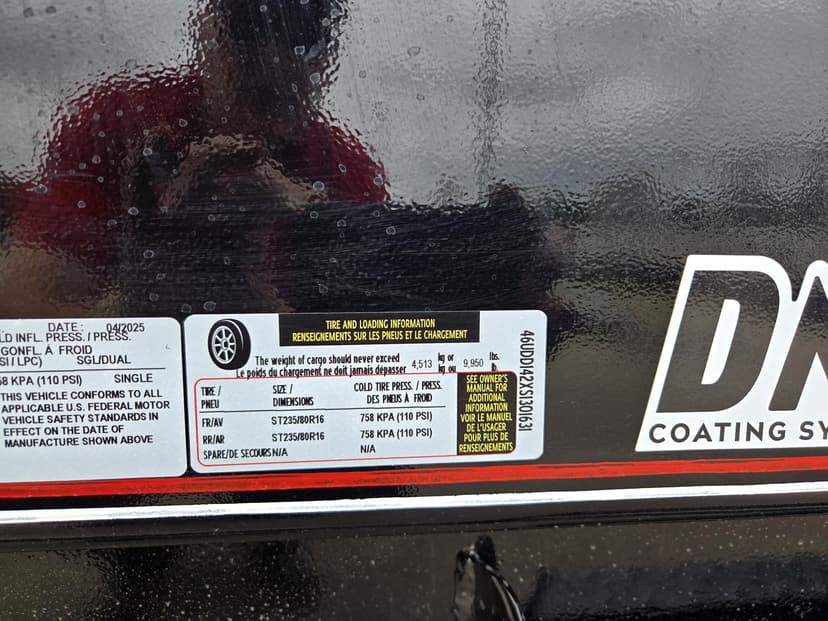 DATE : 04/2025
LD INFL. PRESS. / PRESS.
GONFL. À FROID
SI / LPC) SGL/DUAL
58 KPA (110 PSI) SINGLE
THIS VEHICLE CONFORMS TO ALL
APPLICABLE U.S. FEDERAL MOTOR
VEHICLE SAFETY STANDARDS IN
EFFECT ON THE DATE OF
MANUFACTURE SHOWN ABOVE
TIRE AND LOADING INFORMATION
RENSEIGNEMENTS SUR LES PNEUS ET LE CHARGEMENT
The weight of cargo should never exceed kg or lbs.
Le poids du chargement ne doit jamais dépasser 4,513 kg ou 9,950 lb.
TIRE / SIZE / COLD TIRE PRESS. / PRESS.
PNEU DIMENSIONS DES PNEUS À FROID
FR/AV ST235/80R16 758 KPA (110 PSI)
RR/AR ST235/80R16 758 KPA (110 PSI)
SPARE/DE SECOURS N/A N/A
SEE OWNER'S
MANUAL FOR
ADDITIONAL
INFORMATION
VOIR LE MANUEL
DE L'USAGER
POUR PLUS DE
RENSEIGNEMENTS
DN
COATING SY